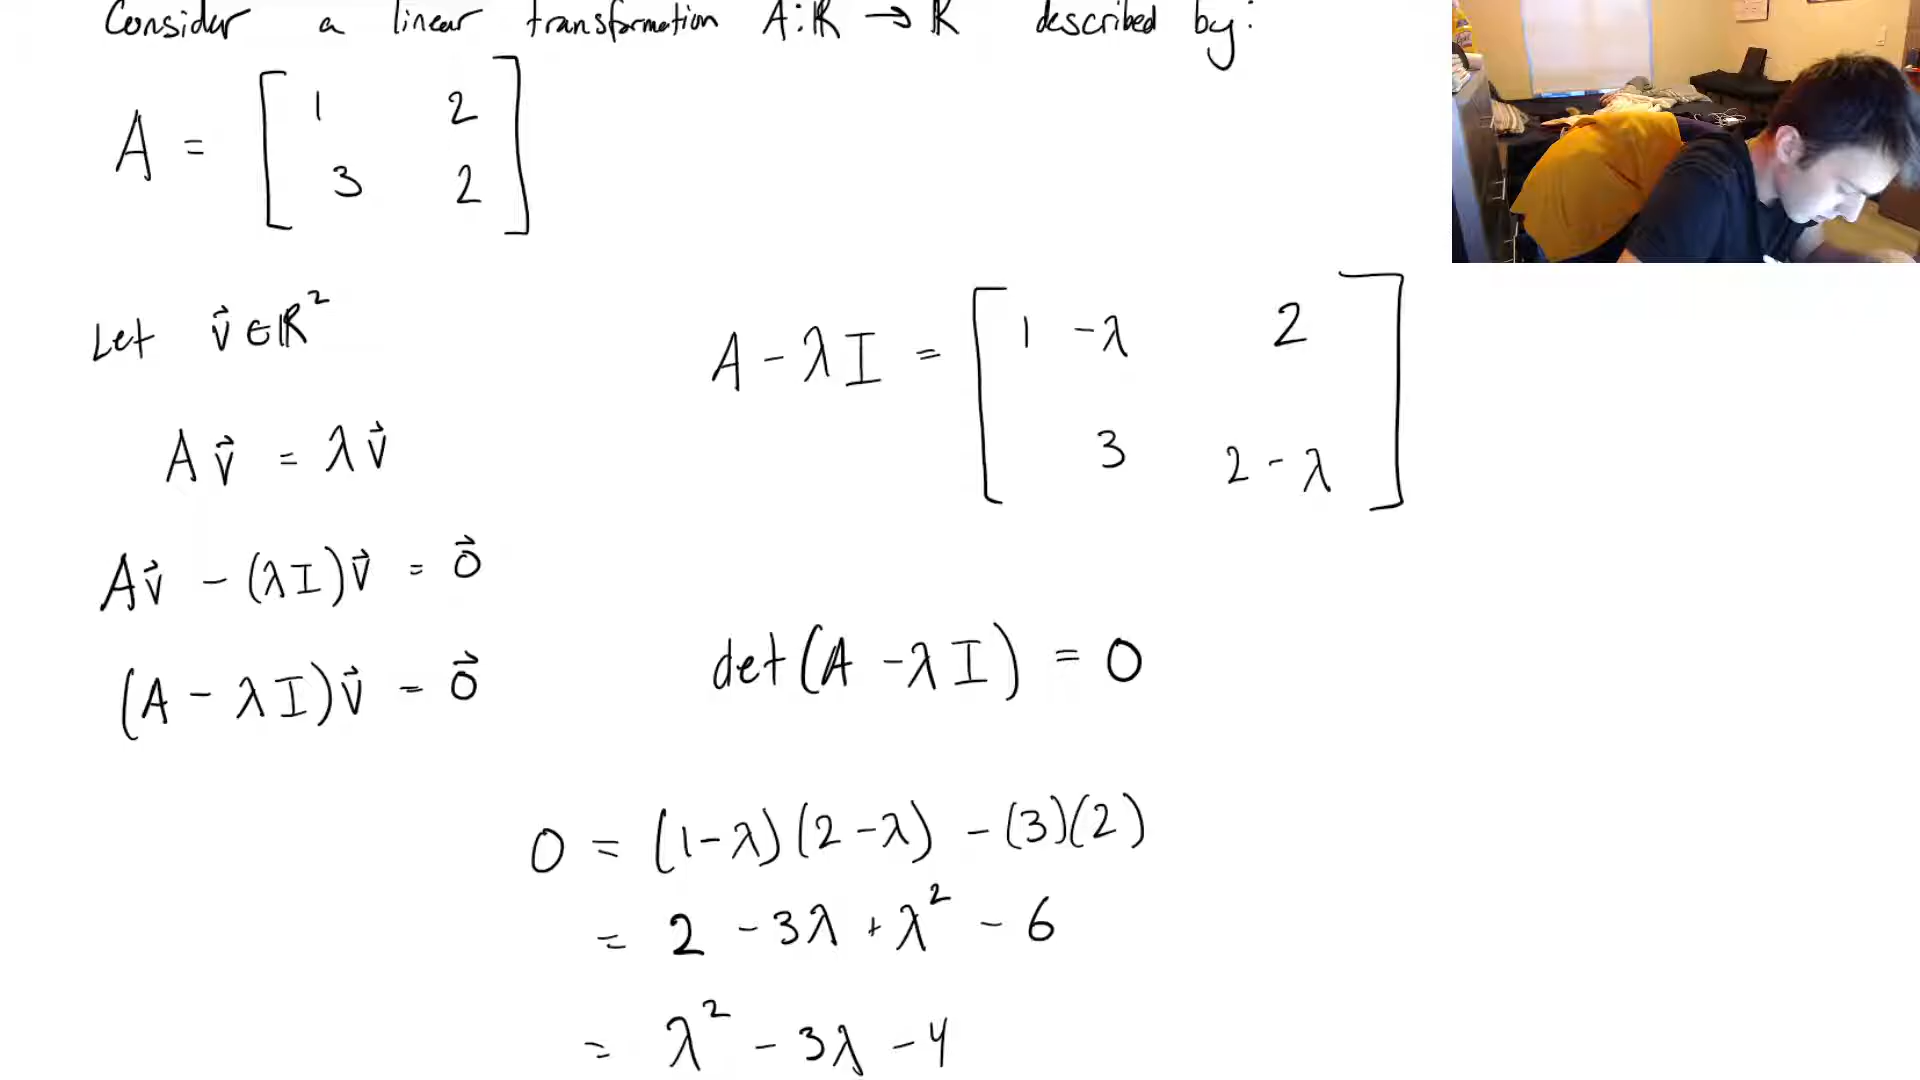 Consider a linear transformation A:ℝ → ℝ described by:
A = [1 2
3 2]
Let v⃗ ∈ ℝ²
Av⃗ = λv⃗
Av⃗ - (λI)v⃗ = 0⃗
(A - λI)v⃗ = 0⃗
A - λI = [1 - λ 2
3 2 - λ]
det(A - λI) = 0
0 = (1-λ)(2-λ) - (3)(2)
= 2 - 3λ + λ² - 6
= λ² - 3λ - 4